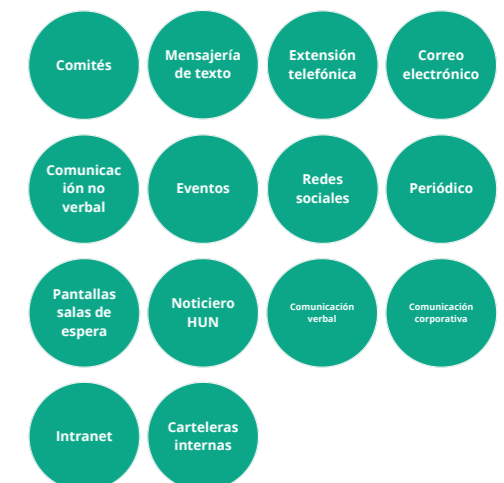 Comités
Mensajería
de texto
Extensión
telefónica
Correo
electrónico
Comunicac
ión no
verbal
Eventos
Redes
sociales
Periódico
Pantallas
salas de
espera
Noticiero
HUN
Comunicación
verbal
Comunicación
corporativa
Intranet
Carteleras
internas